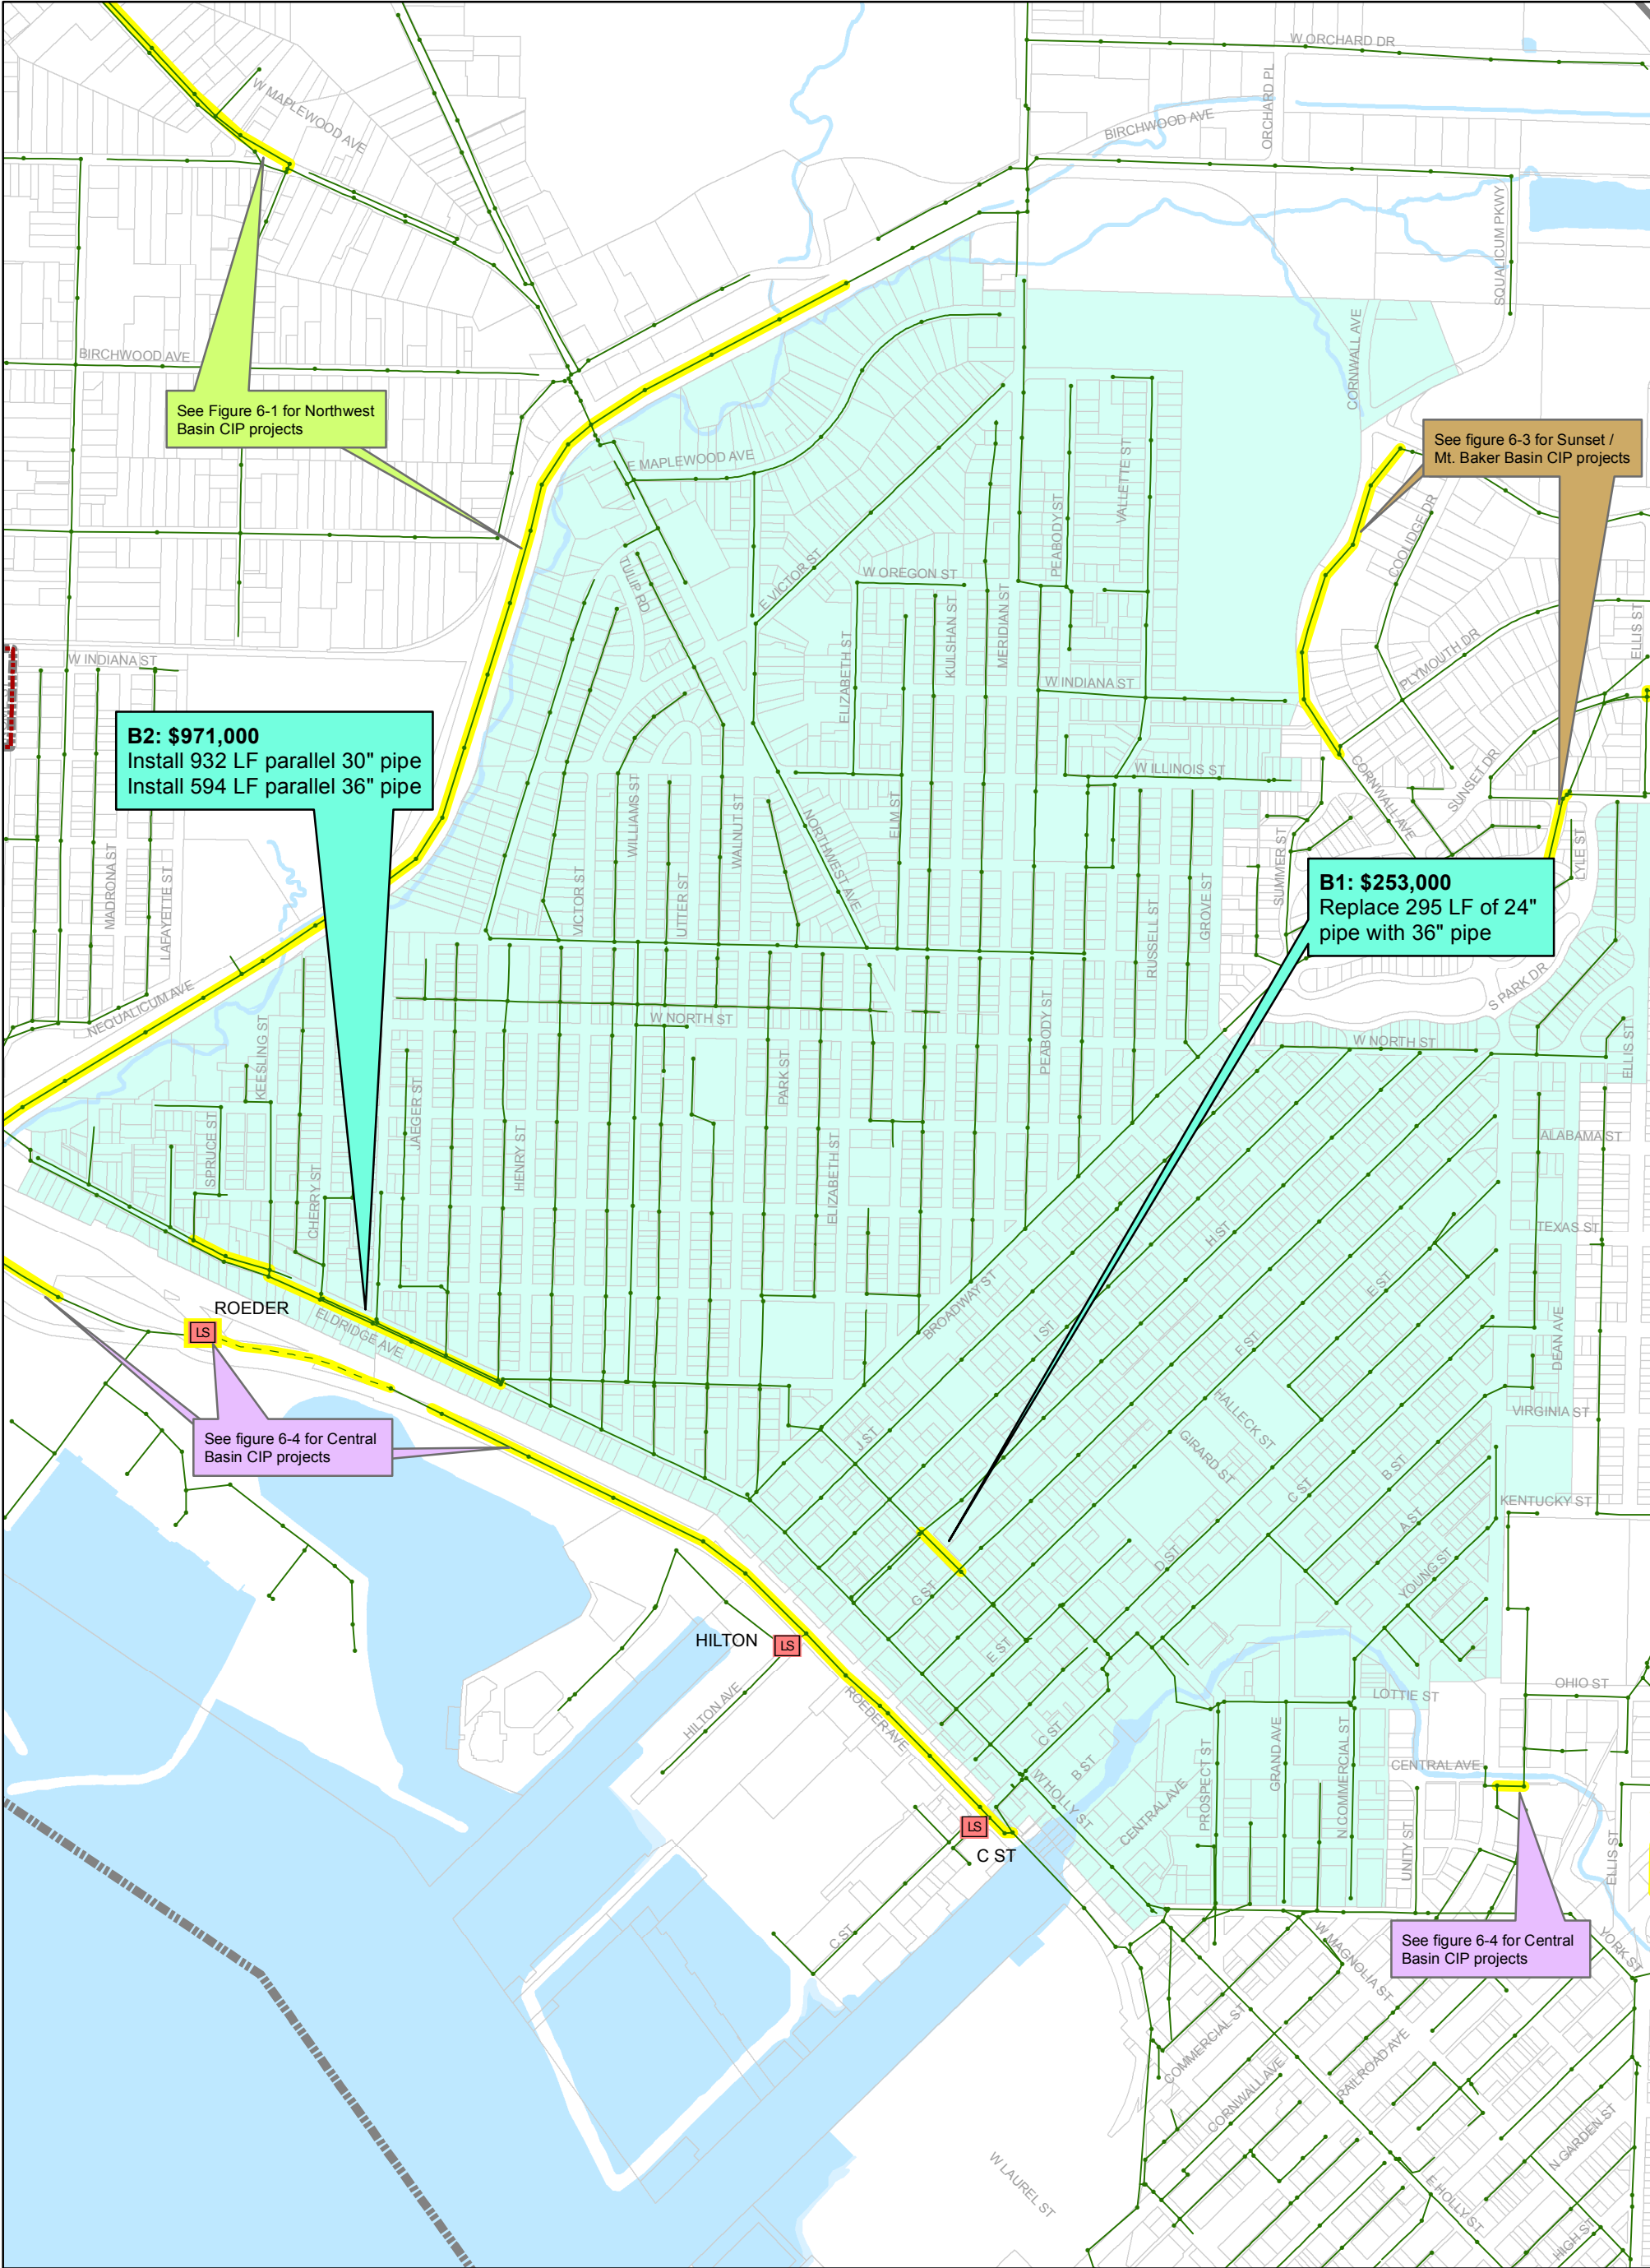 W ORCHARD DR
ORCHARD PL
BIRCHWOOD AVE
W MAPLEWOOD AVE
SQUALICUM PKWY
CORNWALL AVE
BIRCHWOOD AVE
See Figure 6-1 for Northwest
Basin CIP projects
See figure 6-3 for Sunset /
Mt. Baker Basin CIP projects
E MAPLEWOOD AVE
VALLETTE ST
PEABODY ST
COOLIDGE DR
TULIP RD
E VICTOR ST
W OREGON ST
ELIZABETH ST
KULSHAN ST
MERIDIAN ST
ELLIS ST
PLYMOUTH DR
W INDIANA ST
W INDIANA ST
B2: $971,000
Install 932 LF parallel 30" pipe
Install 594 LF parallel 36" pipe
W ILLINOIS ST
SUNSET DR
CORNWALL AVE
WILLIAMS ST
WALNUT ST
NORTHWEST AVE
ELM ST
SUMMER ST
LYLE ST
B1: $253,000
Replace 295 LF of 24"
pipe with 36" pipe
MADRONA ST
LAFAYETTE ST
VICTOR ST
UTTER ST
RUSSELL ST
GROVE ST
S PARK DR
NEQUALICUM AVE
W NORTH ST
W NORTH ST
KEESLING ST
JAEGER ST
PARK ST
PEABODY ST
ELLIS ST
SPRUCE ST
CHERRY ST
HENRY ST
ELIZABETH ST
ALABAMA ST
TEXAS ST
H ST
E ST
ROEDER
LS
ELDRIDGE AVE
BROADWAY ST
I ST
F ST
DEAN AVE
HALLECK ST
VIRGINIA ST
See figure 6-4 for Central
Basin CIP projects
J ST
GIRARD ST
B ST
C ST
KENTUCKY ST
A ST
D ST
YOUNG ST
G ST
E ST
HILTON
LS
OHIO ST
LOTTIE ST
HILTON AVE
ROEDER AVE
C ST
B ST
W HOLLY ST
CENTRAL AVE
PROSPECT ST
GRAND AVE
N COMMERCIAL ST
CENTRAL AVE
UNITY ST
ELLIS ST
LS
C ST
C ST
See figure 6-4 for Central
Basin CIP projects
YORK ST
W MAGNOLIA ST
COMMERCIAL ST
CORNWALL AVE
RAILROAD AVE
N GARDEN ST
W LAUREL ST
E HOLLY ST
HIGH ST